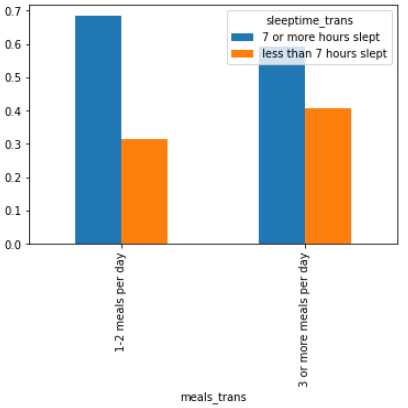 0.7
0.6
0.5
0.4
0.3
0.2
0.1
0.0
sleeptime_trans
7 or more hours slept
less than 7 hours slept
1-2 meals per day
3 or more meals per day
meals_trans